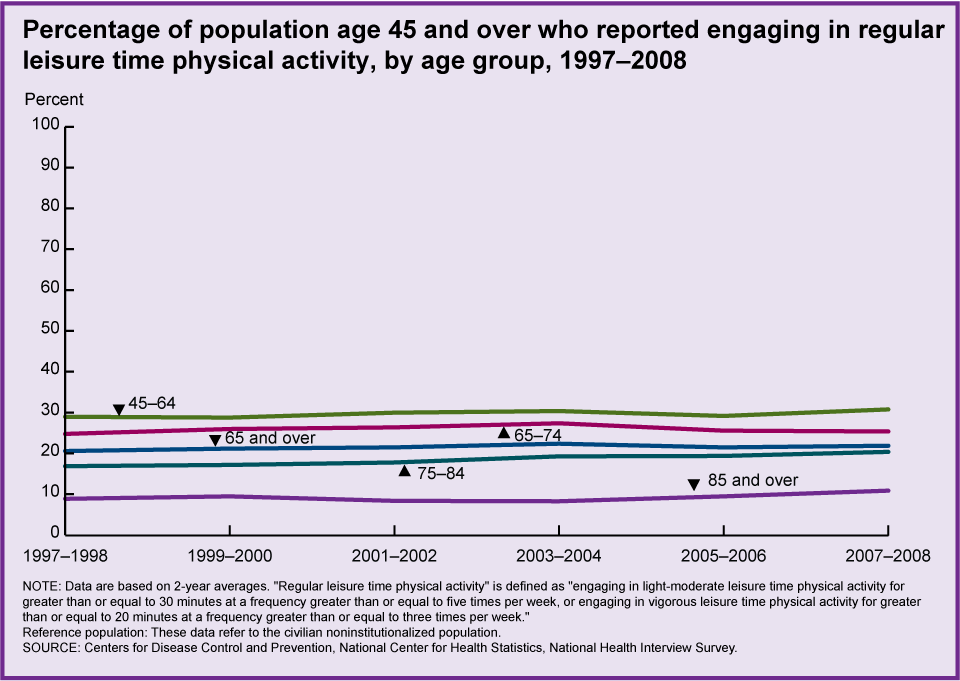 Percentage of population age 45 and over who reported engaging in regular
leisure time physical activity, by age group, 1997–2008
Percent
100
90
80
70
60
50
40
30
20
10
0
45–64
65 and over
65–74
75–84
85 and over
1997–1998
1999–2000
2001–2002
2003–2004
2005–2006
2007–2008
NOTE: Data are based on 2-year averages. "Regular leisure time physical activity" is defined as "engaging in light-moderate leisure time physical activity for
greater than or equal to 30 minutes at a frequency greater than or equal to five times per week, or engaging in vigorous leisure time physical activity for greater
than or equal to 20 minutes at a frequency greater than or equal to three times per week."
Reference population: These data refer to the civilian noninstitutionalized population.
SOURCE: Centers for Disease Control and Prevention, National Center for Health Statistics, National Health Interview Survey.